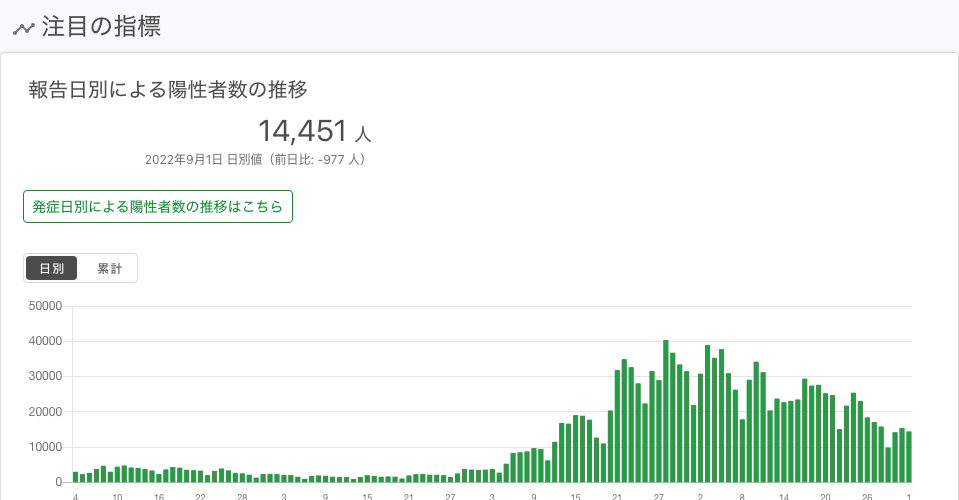 注目の指標
報告日別による陽性者数の推移
14,451 人
2022年9月1日 日別値（前日比: -977 人）
発症日別による陽性者数の推移はこちら
日別 累計
50000
40000
30000
20000
10000
0
4 10 16 22 28 3 9 15 21 27 3 9 15 21 27 2 8 14 20 26 1